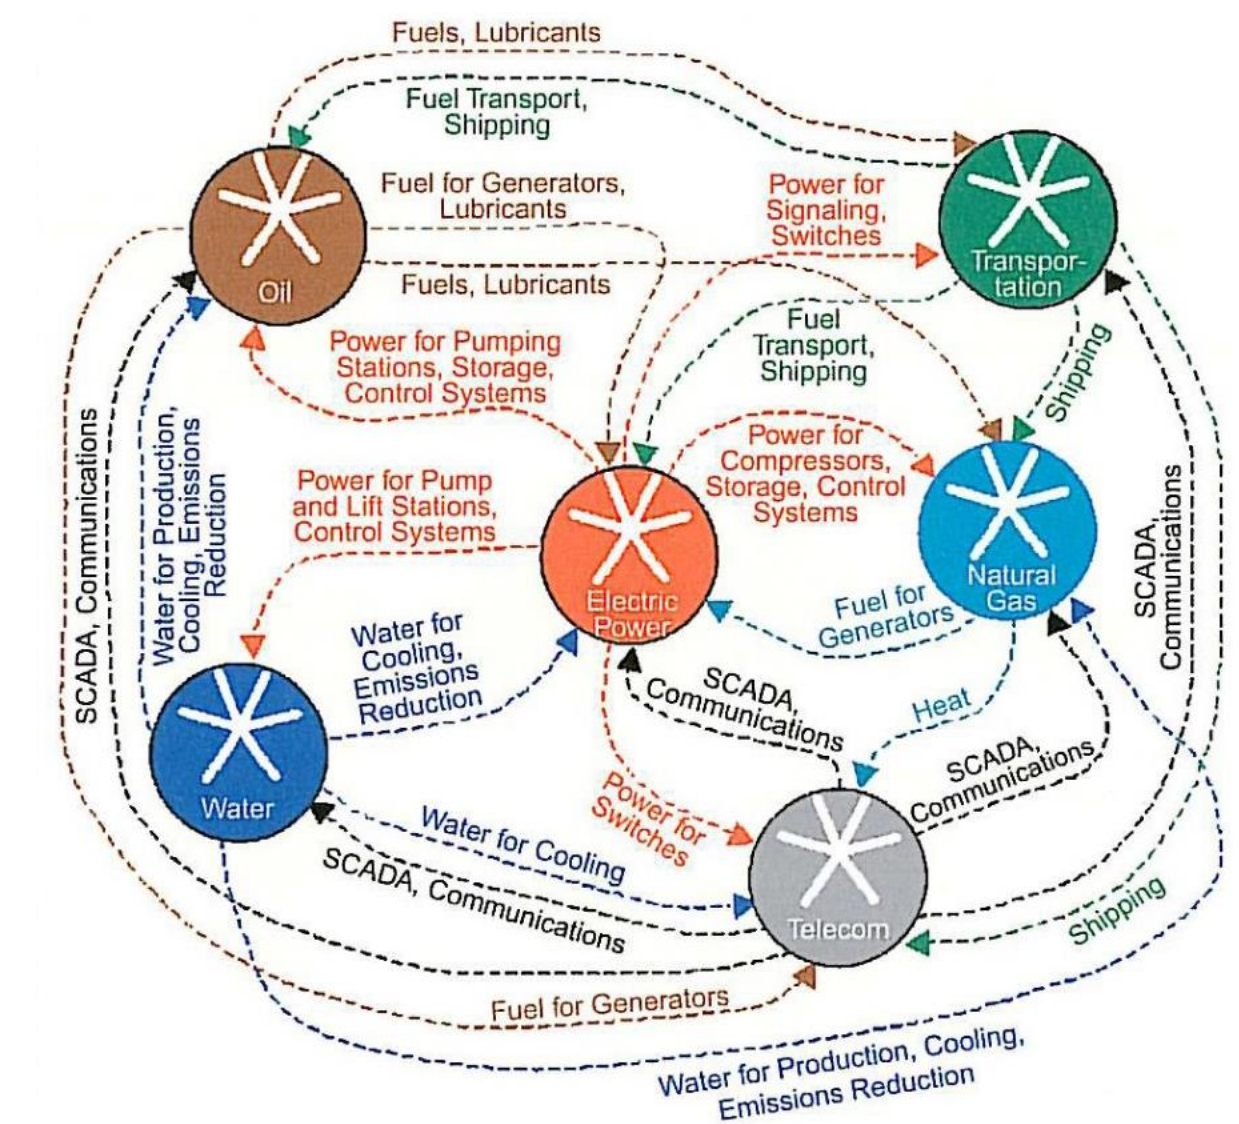 Fuels, Lubricants
Fuel Transport,
Shipping
Fuel for Generators,
Lubricants
Power for
Signaling,
Switches
Transpor-
tation
Oil
Fuels, Lubricants
Fuel
Transport,
Shipping
Shipping
Power for Pumping
Stations, Storage,
Control Systems
Power for
Compressors,
Storage, Control
Systems
Power for Pump
and Lift Stations,
Control Systems
SCADA, Communications
Water for Production,
Cooling, Emissions
Reduction
SCADA,
Communications
Electric
Power
Natural
Gas
Fuel for
Generators
Water for
Cooling,
Emissions
Reduction
SCADA,
Communications
Heat
SCADA,
Communications
Water
Power for
Switches
Water for Cooling
SCADA, Communications
Telecom
Shipping
Fuel for Generators
Water for Production, Cooling,
Emissions Reduction